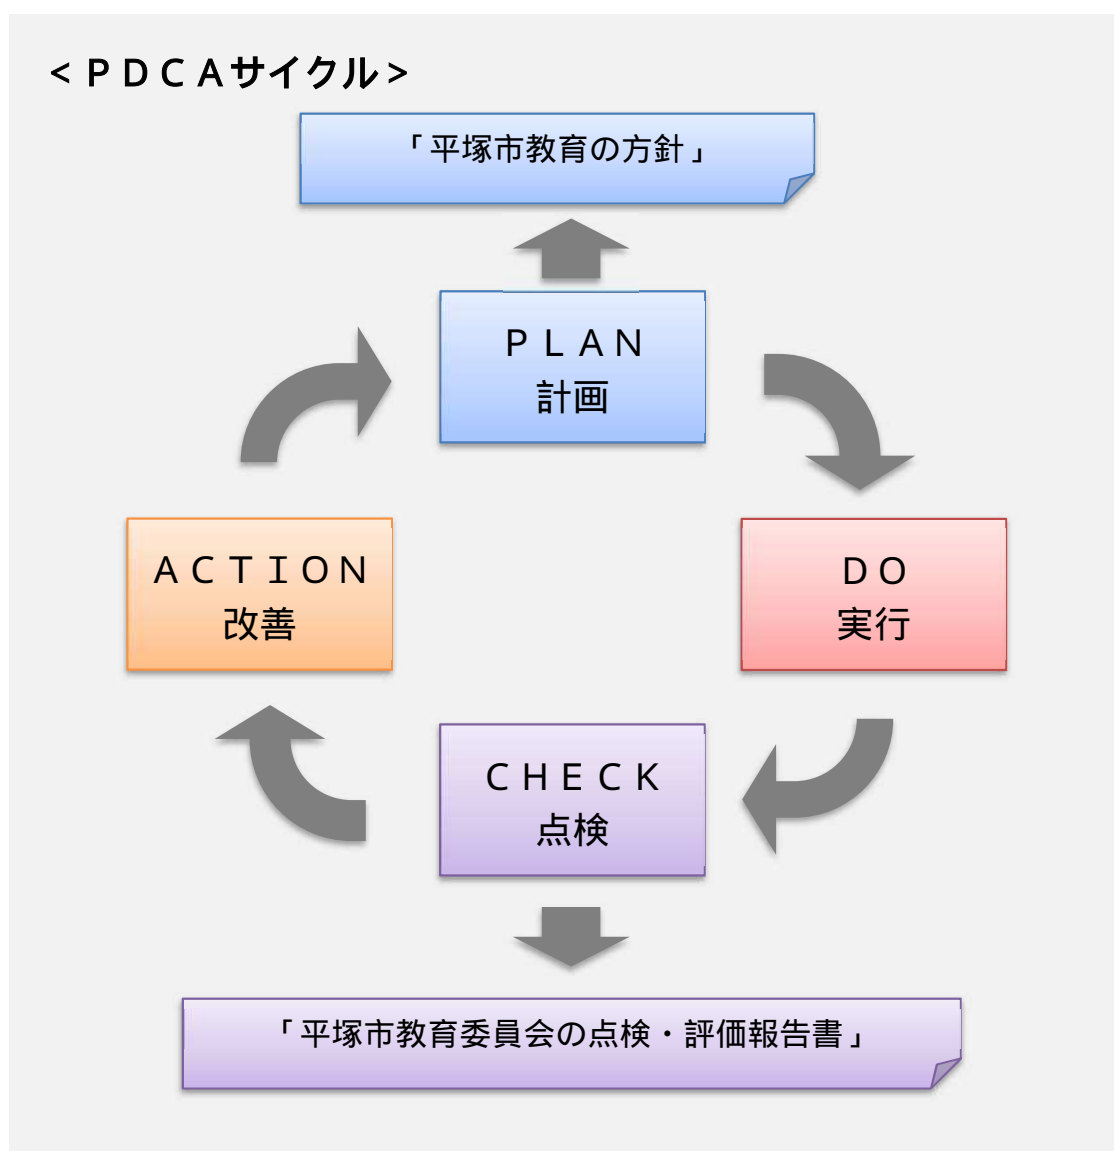 <ＰＤＣＡサイクル>
「平塚市教育の方針」
ＰＬＡＮ
計画
ＡＣＴＩＯＮ
改善
ＤＯ
実行
ＣＨＥＣＫ
点検
「平塚市教育委員会の点検・評価報告書」